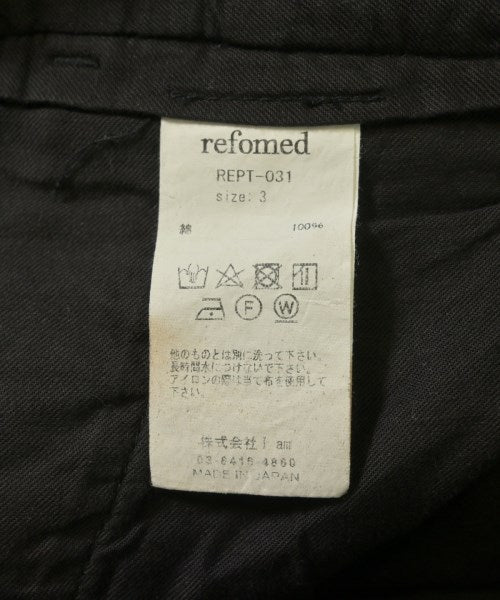 refomed
REPT-031
size: 3
綿 100%
F W
他のものとは別に洗って下さい。
長時間水につけないで下さい。
アイロンの際は当て布を使用して
下さい。
株式会社I am
03-6416-4860
MADE IN JAPAN